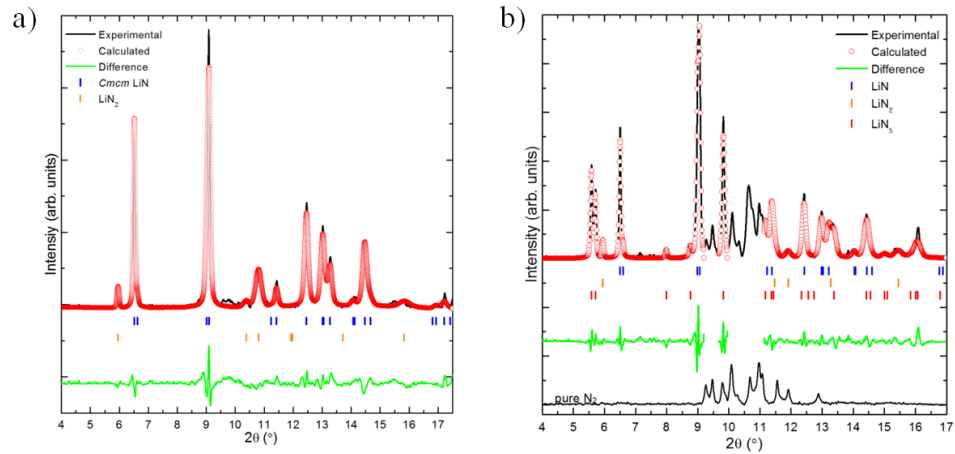 a)
Experimental
Calculated
Difference
Cmcm LiN
LiN₂
Intensity (arb. units)
4 5 6 7 8 9 10 11 12 13 14 15 16 17
2θ (°)
b)
Experimental
Calculated
Difference
LiN
LiN₂
LiN₅
Intensity (arb. units)
pure N₂
4 5 6 7 8 9 10 11 12 13 14 15 16 17
2θ (°)